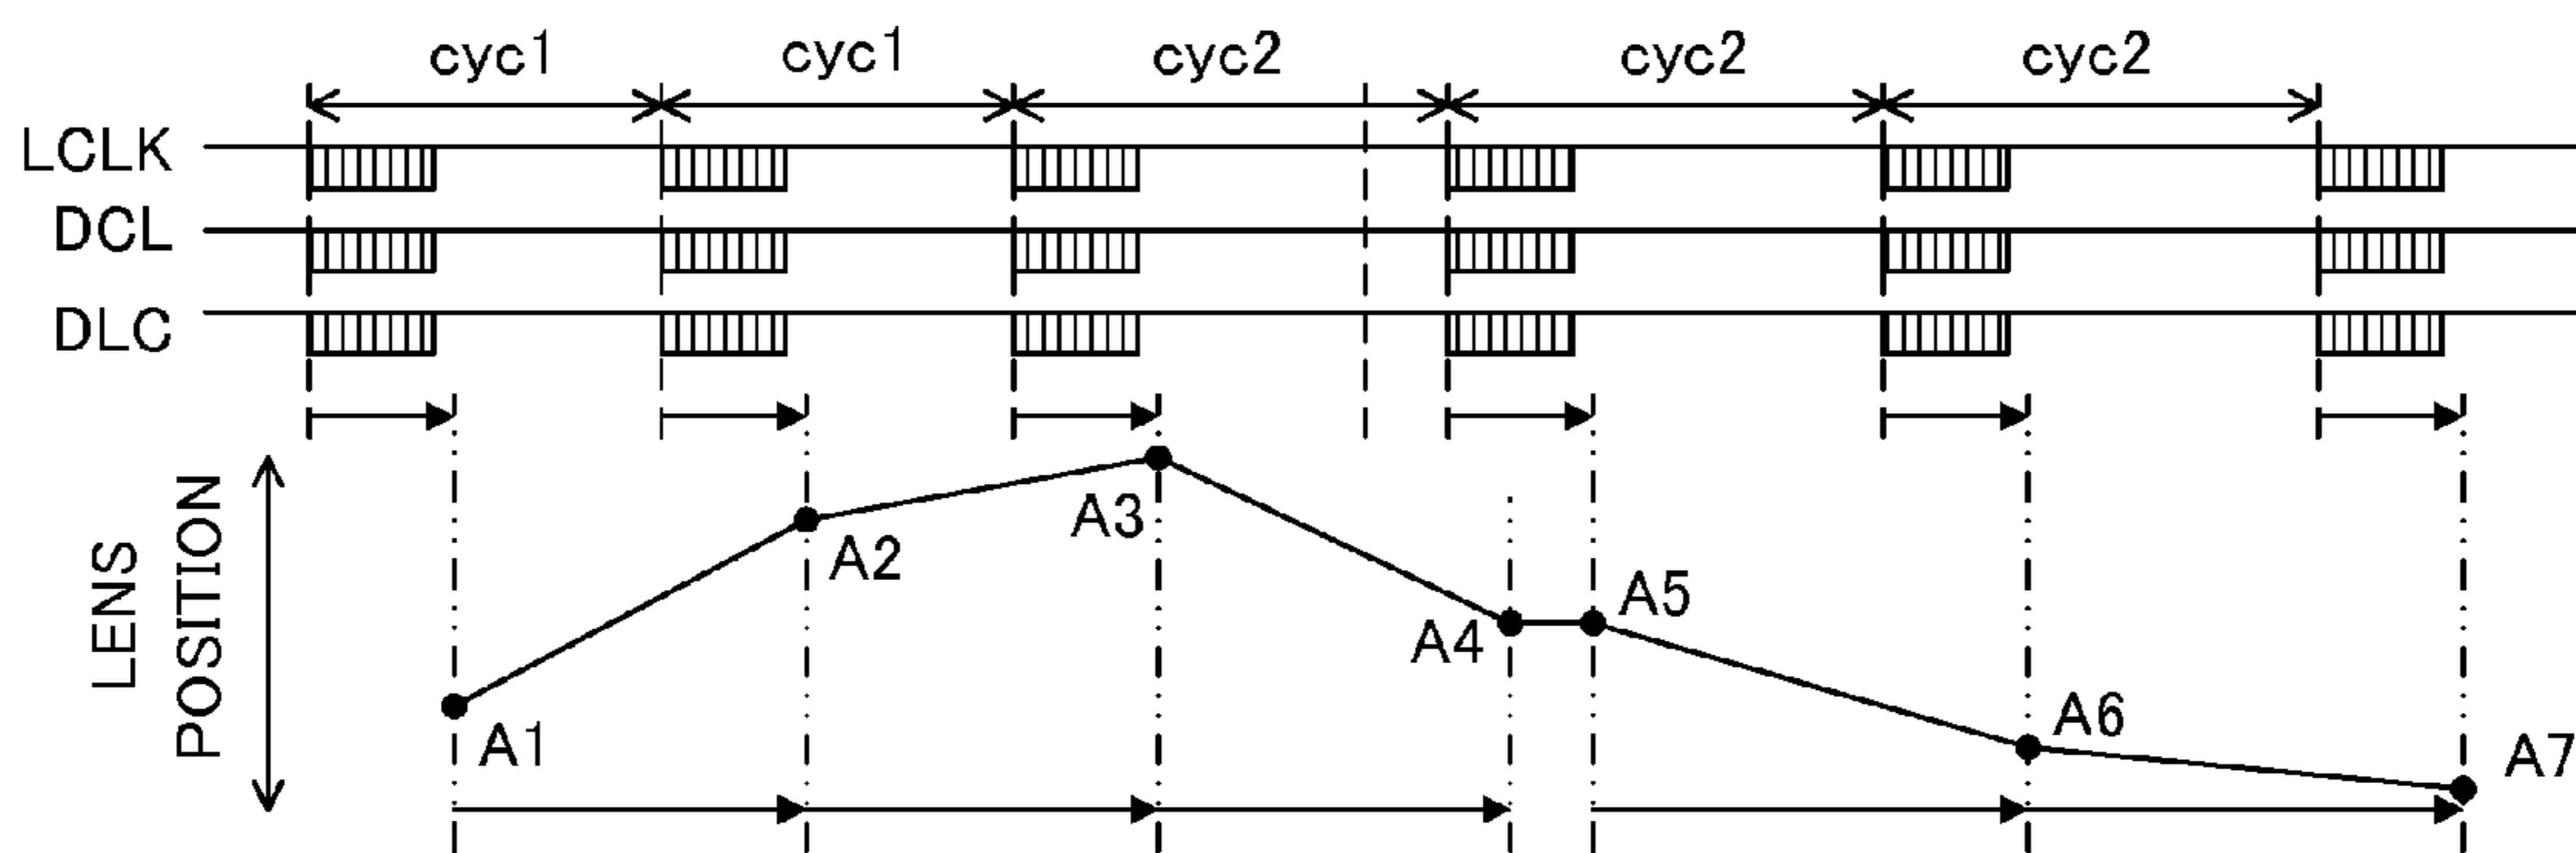 cyc1 cyc1 cyc2 cyc2 cyc2
LCLK
DCL
DLC
LENS
POSITION
A1
A2
A3
A4
A5
A6
A7